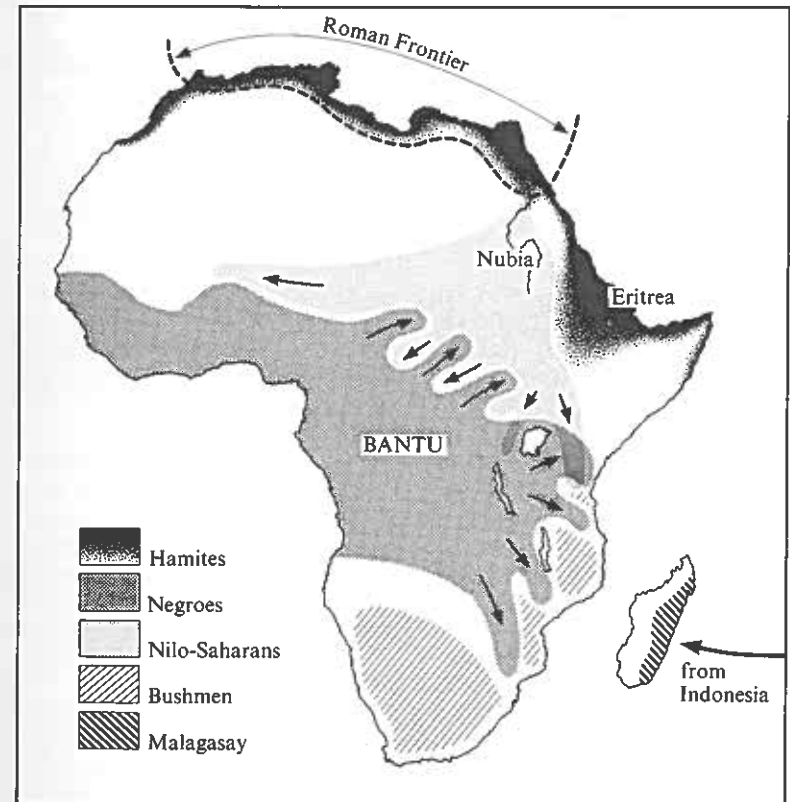 Roman Frontier
Nubia
Eritrea
BANTU
Hamites
Negroes
Nilo-Saharans
Bushmen
Malagasay
from
Indonesia